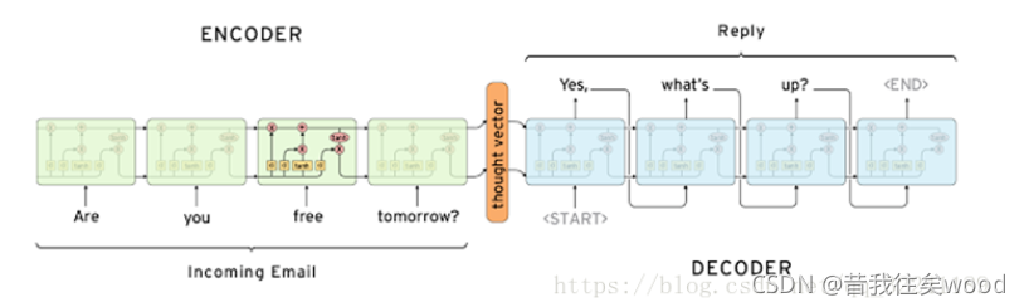 ENCODER
Reply
Yes, what's up? <END>
thought vector
Are you free tomorrow?
<START>
Incoming Email
DECODER
https://blog.cs
CSDN @昔我往矣wood